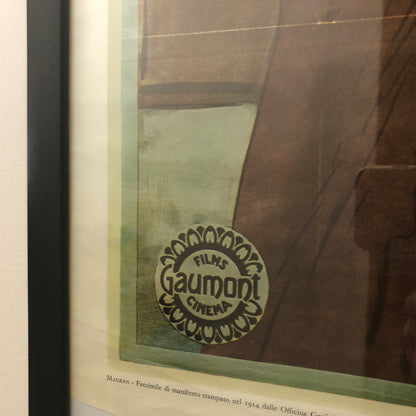 FILMS
Gaumont
CINEMA
MAUZAN - Facsimile di manifesto stampato nel 1914 dalle Officine